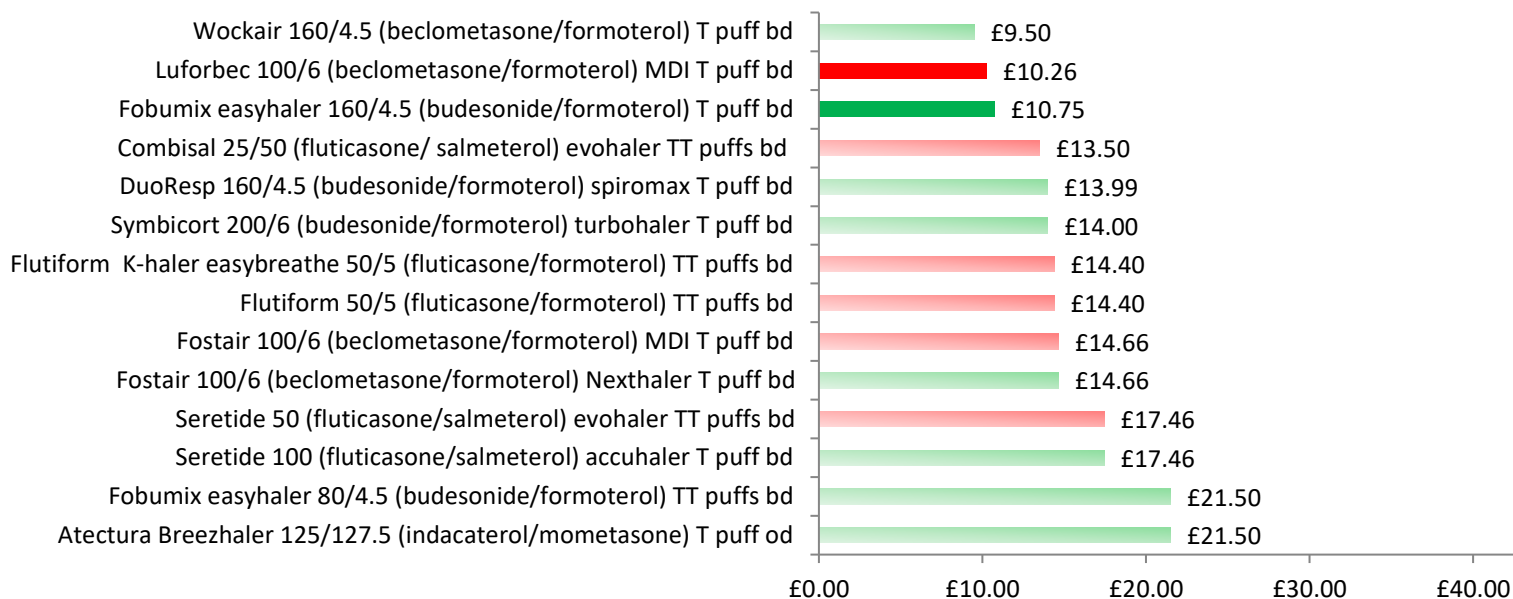 Wockair 160/4.5 (beclometasone/formoterol) T puff bd £9.50
Luforbec 100/6 (beclometasone/formoterol) MDI T puff bd £10.26
Fobumix easyhaler 160/4.5 (budesonide/formoterol) T puff bd £10.75
Combisal 25/50 (fluticasone/ salmeterol) evohaler TT puffs bd £13.50
DuoResp 160/4.5 (budesonide/formoterol) spiromax T puff bd £13.99
Symbicort 200/6 (budesonide/formoterol) turbohaler T puff bd £14.00
Flutiform K-haler easybreathe 50/5 (fluticasone/formoterol) TT puffs bd £14.40
Flutiform 50/5 (fluticasone/formoterol) TT puffs bd £14.40
Fostair 100/6 (beclometasone/formoterol) MDI T puff bd £14.66
Fostair 100/6 (beclometasone/formoterol) Nexthaler T puff bd £14.66
Seretide 50 (fluticasone/salmeterol) evohaler TT puffs bd £17.46
Seretide 100 (fluticasone/salmeterol) accuhaler T puff bd £17.46
Fobumix easyhaler 80/4.5 (budesonide/formoterol) TT puffs bd £21.50
Atectura Breezhaler 125/127.5 (indacaterol/mometasone) T puff od £21.50
£0.00 £10.00 £20.00 £30.00 £40.00